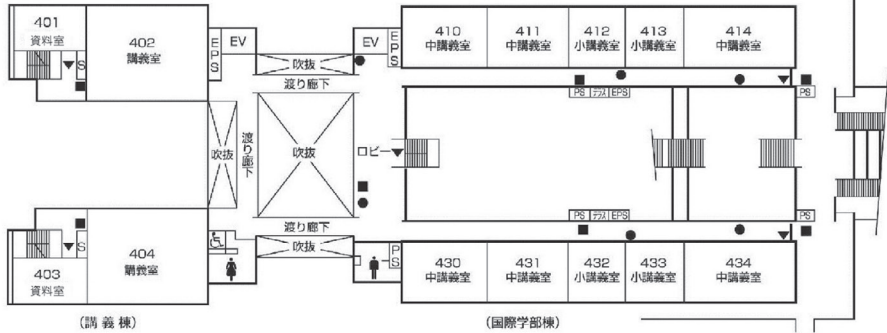 401
資料室
402
講義室
EPS
EV
吹抜
EV
EPS
410
中講義室
411
中講義室
412
小講義室
413
小講義室
414
中講義室
S
渡り廊下
PS
テラス
EPS
PS
吹抜
渡り廊下
吹抜
ロビー
渡り廊下
PS
テラス
EPS
PS
S
403
資料室
404
講義室
吹抜
PS
430
中講義室
431
中講義室
432
小講義室
433
小講義室
434
中講義室
(講義棟)
(国際学部棟)